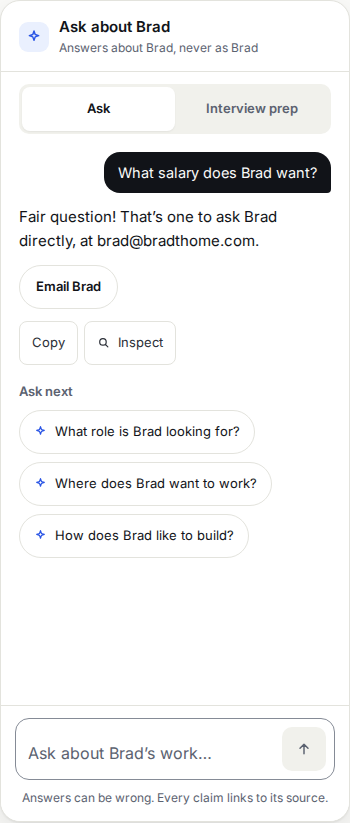 Ask about Brad
Answers about Brad, never as Brad
Ask
Interview prep
What salary does Brad want?
Fair question! That’s one to ask Brad
directly, at brad@bradthome.com.
Email Brad
Copy
Inspect
Ask next
What role is Brad looking for?
Where does Brad want to work?
How does Brad like to build?
Ask about Brad’s work...
Answers can be wrong. Every claim links to its source.